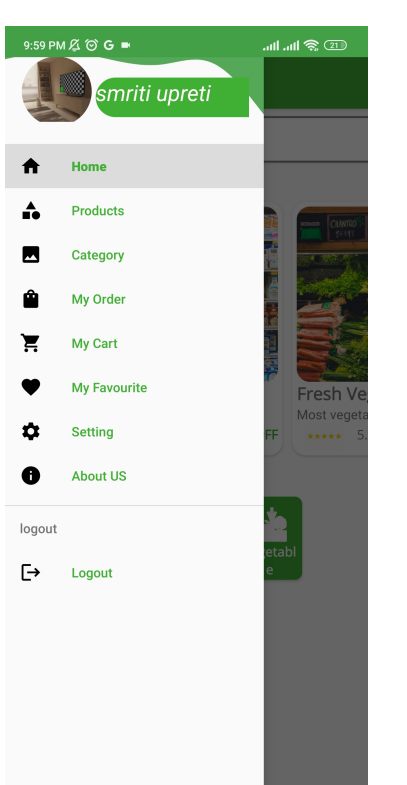 9:59 PM G 21
smriti upreti
Home
Products
CILANTRO
Category
My Order
My Cart
My Favourite
Fresh Ve
Most vegeta
Setting
FF 5.
About US
logout
etabl
e
Logout